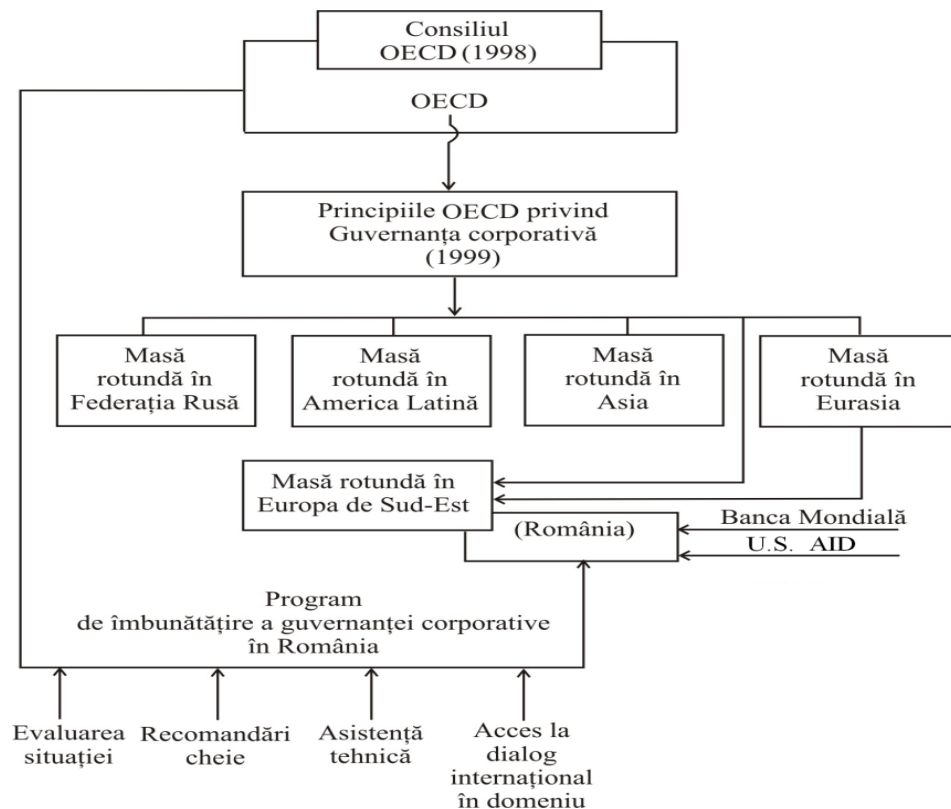 Consiliul
OECD (1998)
OECD
Principiile OECD privind
Guvernanța corporativă
(1999)
Masă
rotundă în
Federația Rusă
Masă
rotundă în
America Latină
Masă
rotundă în
Asia
Masă
rotundă în
Eurasia
Masă rotundă în
Europa de Sud-Est
(România)
Banca Mondială
U.S. AID
Program
de îmbunătățire a guvernanței corporative
în România
Evaluarea
situației
Recomandări
cheie
Asistență
tehnică
Acces la
dialog
internațional
în domeniu